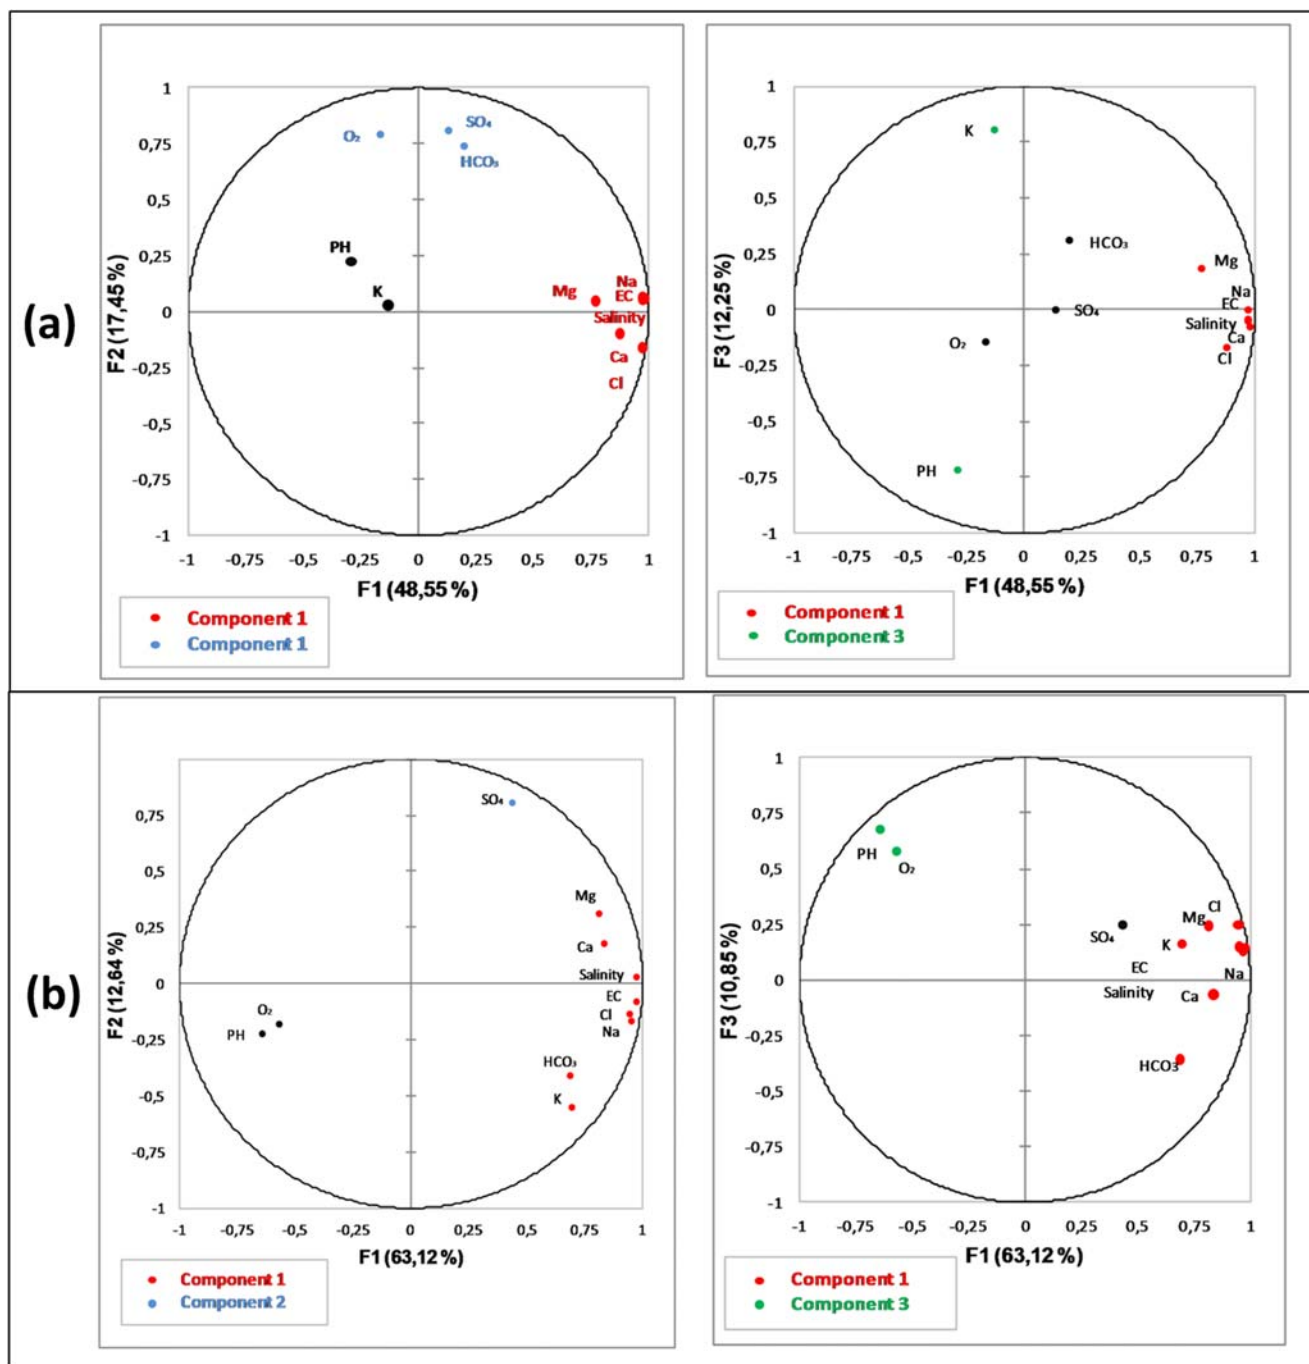 (a)
1
0,75
0,5
0,25
0
-0,25
-0,5
-0,75
-1
F2 (17,45 %)
O₂
SO₄
HCO₃
PH
K
Mg
Na
EC
Salinity
Ca
Cl
-1 -0,75 -0,5 -0,25 0 0,25 0,5 0,75 1
F1 (48,55 %)
Component 1
Component 1
1
0,75
0,5
0,25
0
-0,25
-0,5
-0,75
-1
F3 (12,25 %)
K
HCO₃
Mg
Na
EC
SO₄
Salinity
Ca
Cl
O₂
PH
-1 -0,75 -0,5 -0,25 0 0,25 0,5 0,75 1
F1 (48,55 %)
Component 1
Component 3
(b)
0,75
0,5
0,25
0
-0,25
-0,5
-0,75
-1
F2 (12,64 %)
SO₄
Mg
Ca
Salinity
EC
Cl
Na
O₂
PH
HCO₃
K
-1 -0,75 -0,5 -0,25 0 0,25 0,5 0,75 1
F1 (63,12 %)
Component 1
Component 2
1
0,75
0,5
0,25
0
-0,25
-0,5
-0,75
-1
F3 (10,85 %)
PH
O₂
Cl
Mg
SO₄
K
EC
Na
Salinity
Ca
HCO3
-1 -0,75 -0,5 -0,25 0 0,25 0,5 0,75 1
F1 (63,12 %)
Component 1
Component 3